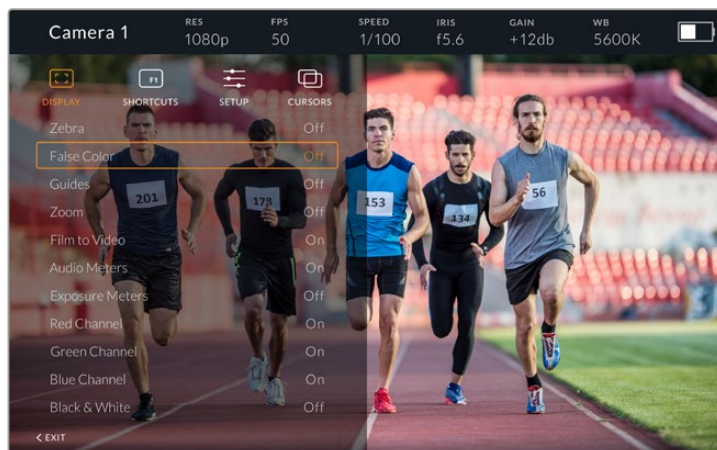 Camera 1
RES
1080p
FPS
50
SPEED
1/100
IRIS
f5.6
GAIN
+12db
WB
5600K
F1
DISPLAY
SHORTCUTS
SETUP
CURSORS
Zebra Off
False Color Off
Guides Off
Zoom Off
Film to Video On
Audio Meters On
Exposure Meters Off
Red Channel On
Green Channel On
Blue Channel On
Black & White Off
< EXIT
201
178
153
134
56